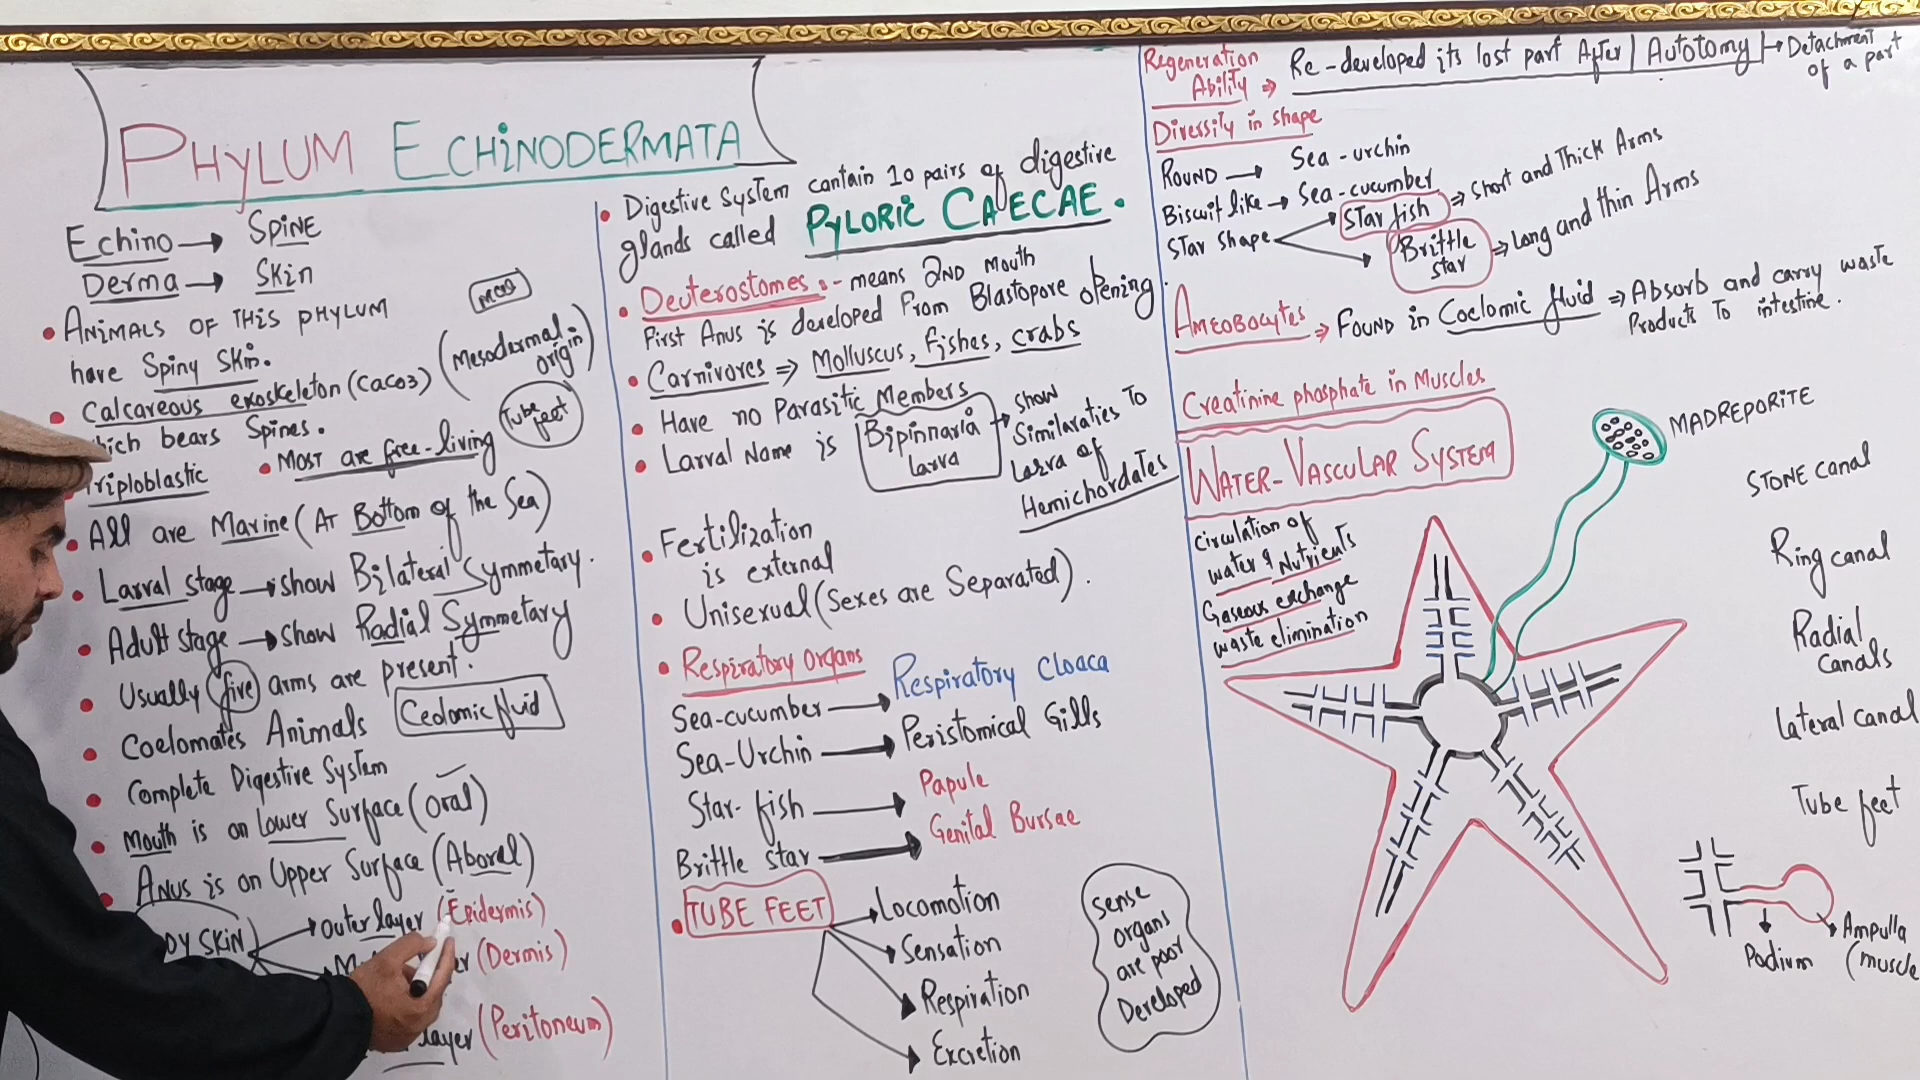 PHYLUM ECHINODERMATA
Echino → SPINE
Derma → SKin
• ANIMALS OF THIS PHYLUM
have Spiny SKin.
• Calcareous exoskeleton (CaCO3) (Mesodermal origin)
bears Spines.
Tube feet
riploblastic • MOST are free-living
• All are Marine (AT Bottom of the Sea)
• Larval stage → show Bilateral Symmetary.
• Adult stage → show Radial Symmetary
• Usually five arms are present.
• Coelomates Animals
Ceolomic fluid
• Complete Digestive System
• Mouth is on Lower Surface (Oral)
• Anus is on Upper Surface (Aboral)
DY SKIN → Outer layer (Epidermis)
(Dermis)
layer (Peritoneum)
• Digestive System contain 10 pairs of digestive
glands called PYLORIC CAECAE.
• Deuterostomes :- means 2ND Mouth
First Anus is developed From Blastopore opening.
• Carnivores ⇒ Molluscus, fishes, crabs
• Have no Parasitic Members
• Larval Name is Bipinnaria larva → Show
Similaraties To
Larva of
Hemichordates
• Fertilization
is external
• Unisexual (Sexes are Separated).
• Respiratory Organs
Sea-cucumber → Respiratory Cloaca
Sea-Urchin → Peristomical Gills
Star-fish → Papule
Brittle star → Genital Bursae
• TUBE FEET → Locomotion
Sensation
Respiration
Excretion
Sense
organs
are poor
Developed
Regeneration
Ability ⇒ Re-developed its lost part After Autotomy → Detachment
of a part
Diversity in shape
ROUND → Sea-urchin
Biscuit like → Sea-cucumber
STar shape → STar fish ⇒ Short and Thick Arms
Brittle star ⇒ Long and thin Arms
AMEOBOCYTES ⇒ FOUND in Coelomic fluid ⇒ Absorb and carry waste
Products To intestine.
Creatinine phosphate in Muscles
WATER-VASCULAR SYSTEM
Circulation of
water & Nutrients
Gaseous exchange
waste elimination
MADREPORITE
STONE canal
Ring canal
Radial
canals
Lateral canal
Tube feet
Podium
Ampulla
(muscle